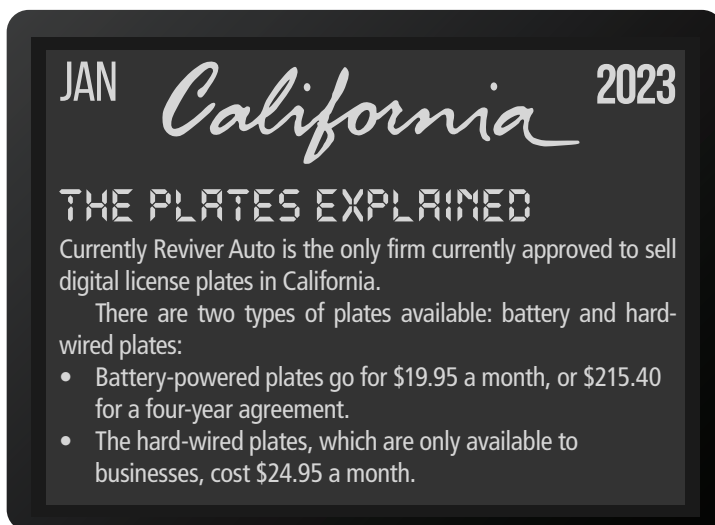 JAN California 2023
THE PLATES EXPLAINED
Currently Reviver Auto is the only firm currently approved to sell
digital license plates in California.
There are two types of plates available: battery and hard-
wired plates:
• Battery-powered plates go for $19.95 a month, or $215.40
for a four-year agreement.
• The hard-wired plates, which are only available to
businesses, cost $24.95 a month.